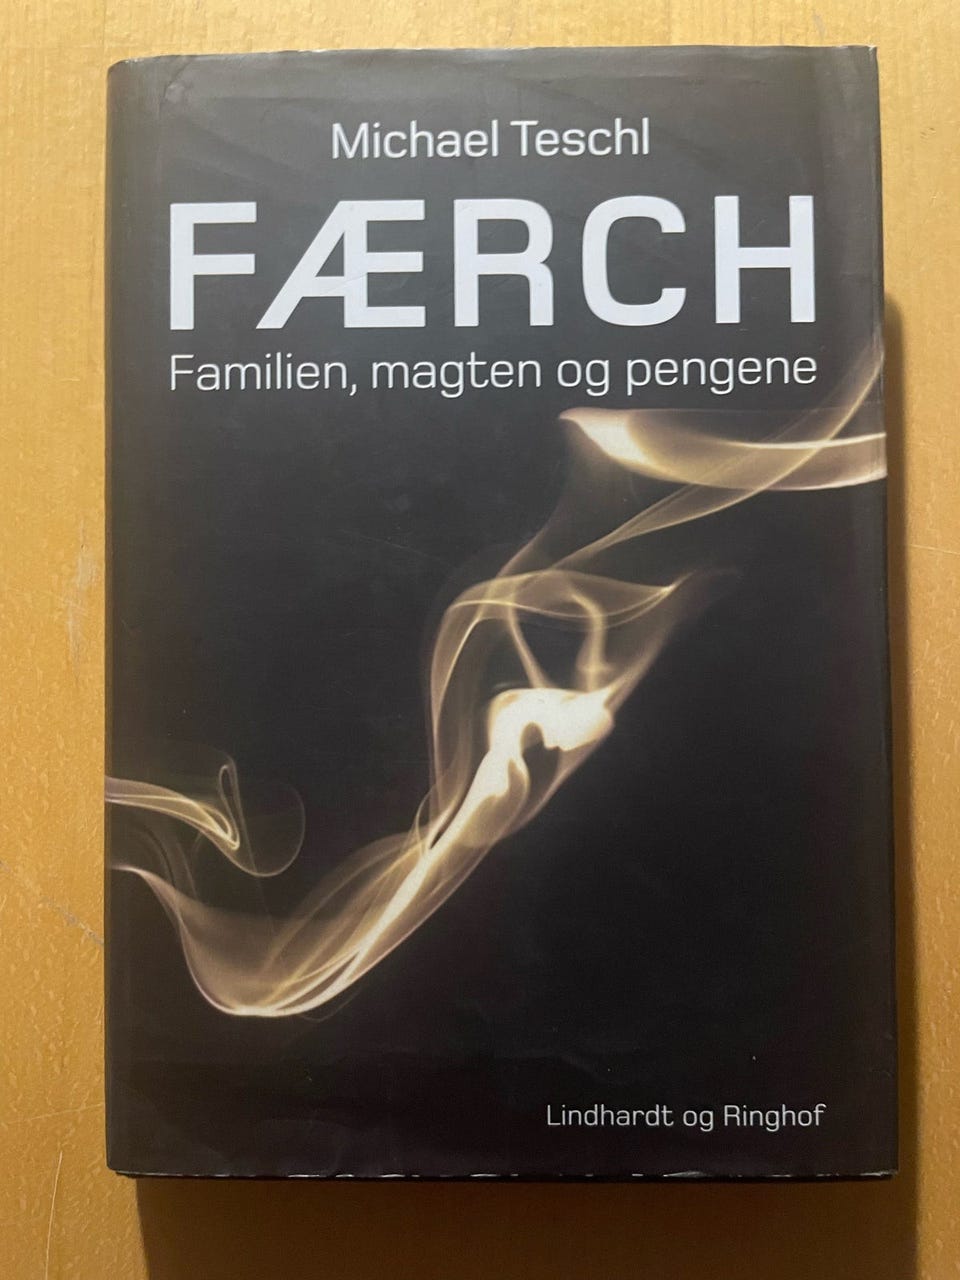 Michael Teschl
FÆRCH
Familien, magten og pengene
Lindhardt og Ringhof